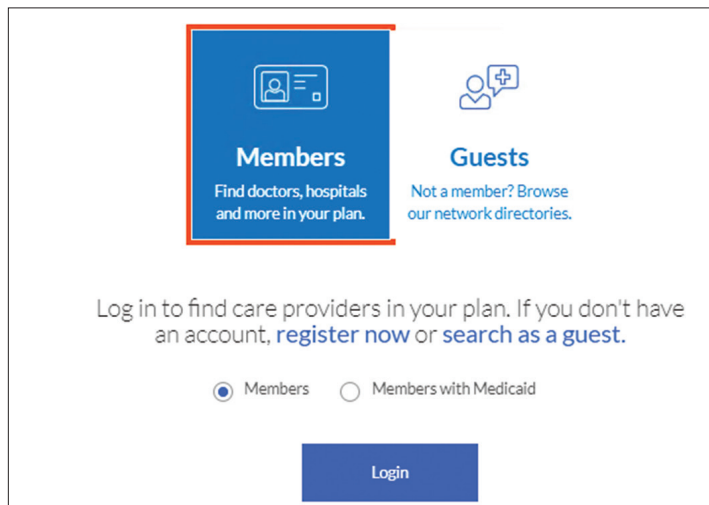 Members
Find doctors, hospitals
and more in your plan.
Guests
Not a member? Browse
our network directories.
Log in to find care providers in your plan. If you don't have
an account, register now or search as a guest.
Members
Members with Medicaid
Login